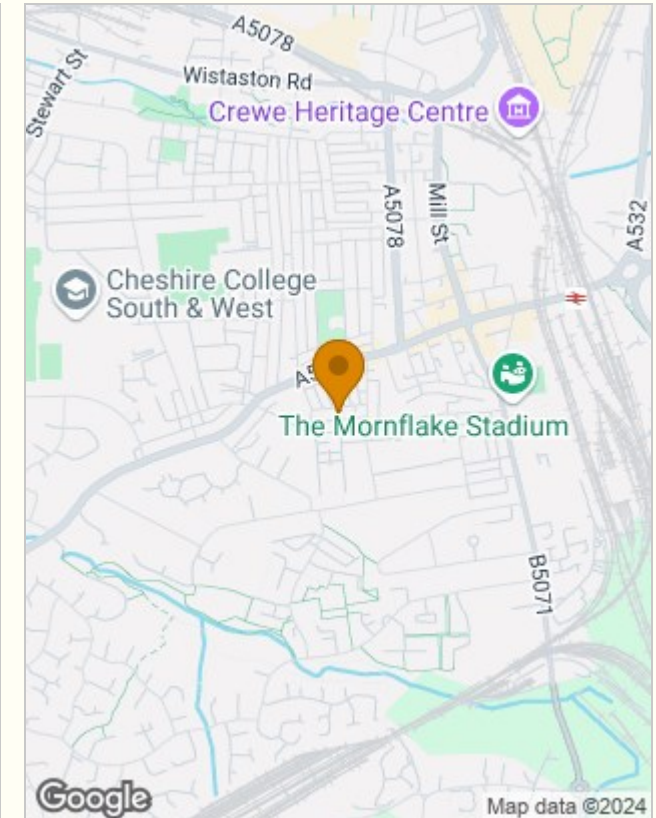 A5078
Stewart St
Wistaston Rd
Crewe Heritage Centre
A5078
Mill St
A532
Cheshire College
South & West
The Mornflake Stadium
B5071
Google
Map data ©2024